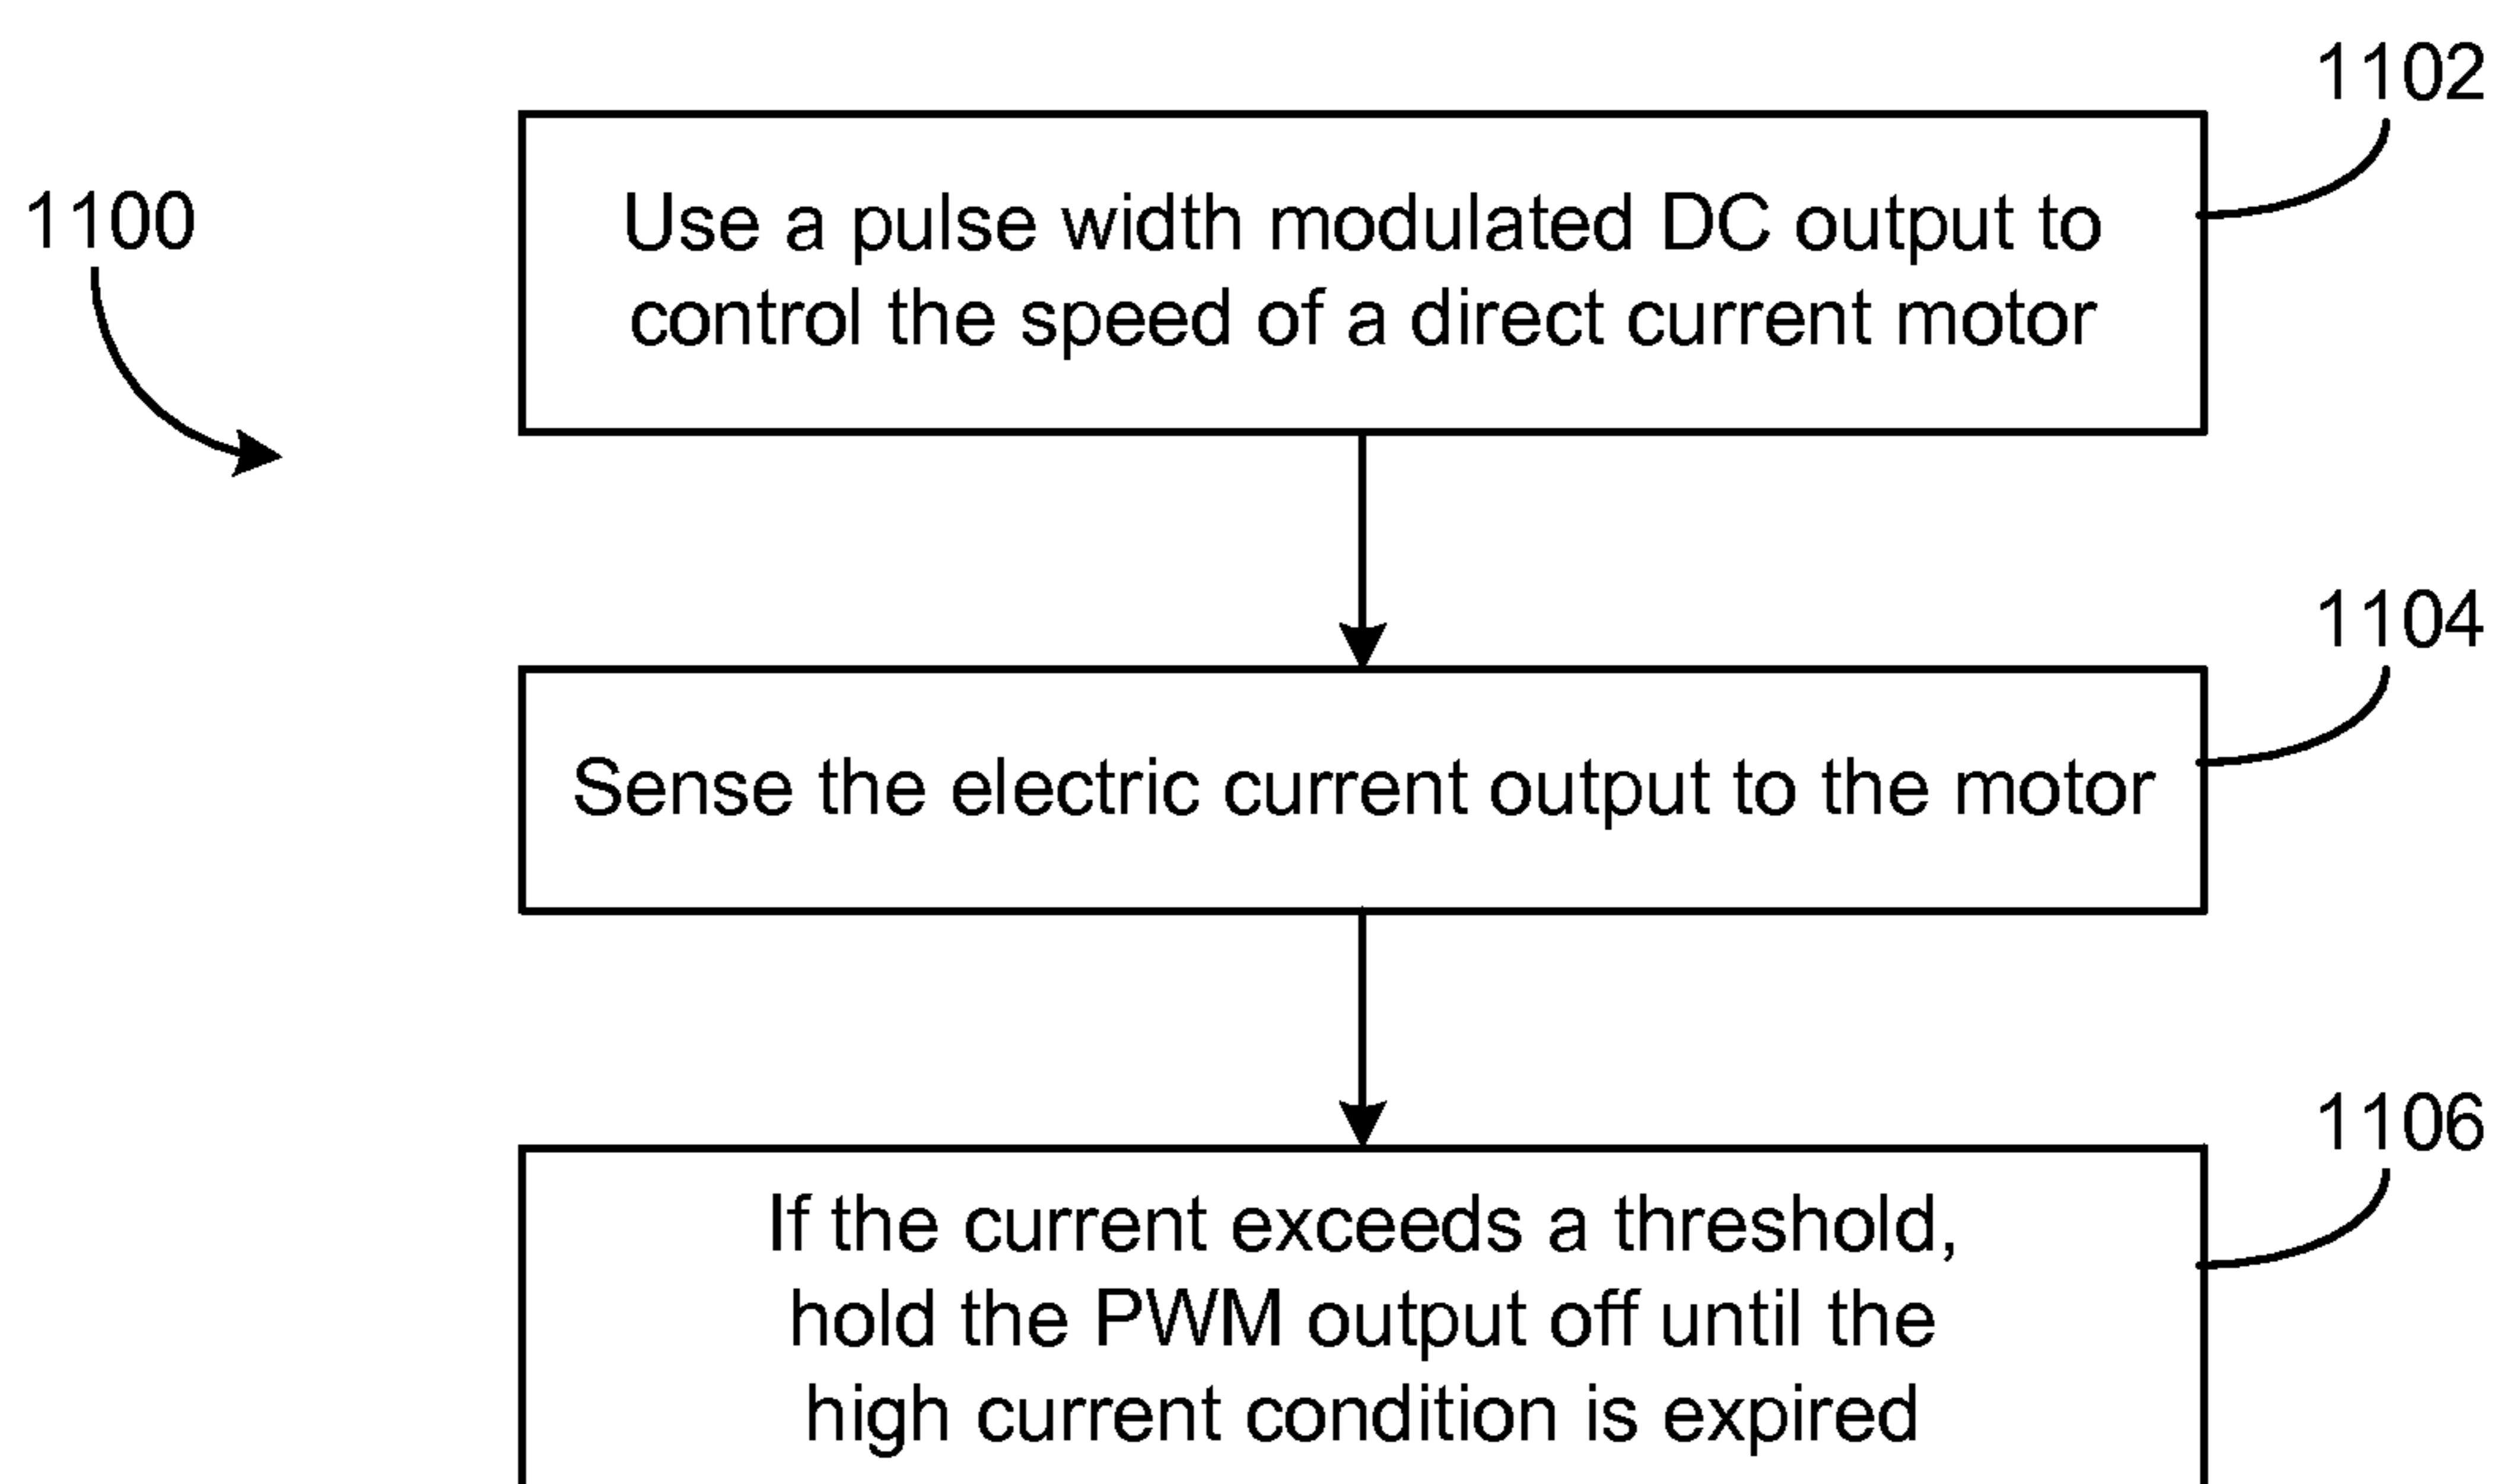 1102
1100
Use a pulse width modulated DC output to
control the speed of a direct current motor
1104
Sense the electric current output to the motor
1106
If the current exceeds a threshold,
hold the PWM output off until the
high current condition is expired